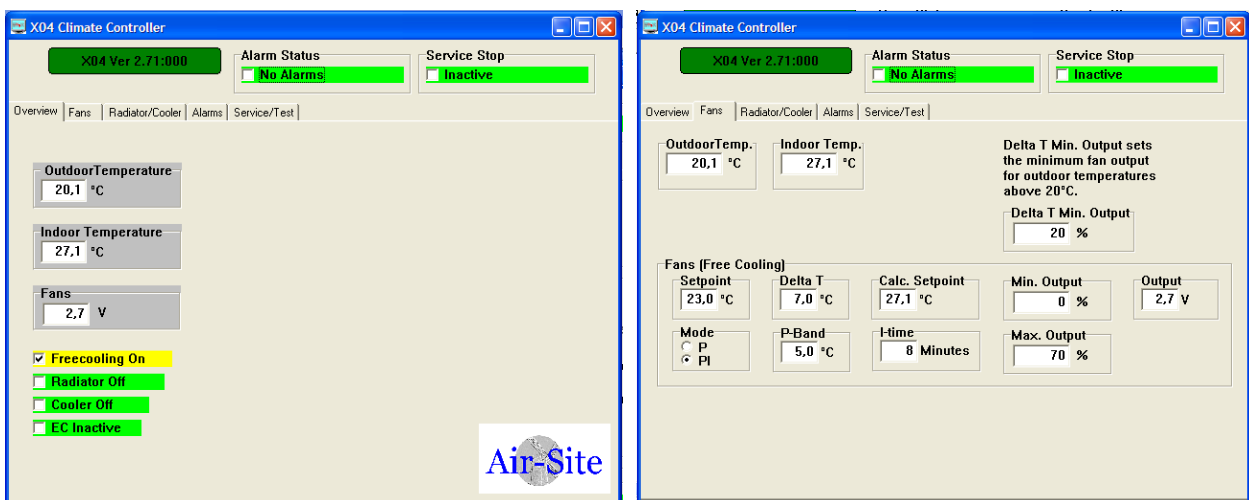 X04 Climate Controller
X04 Ver 2.71:000
Alarm Status
No Alarms
Service Stop
Inactive
Overview Fans Radiator/Cooler Alarms Service/Test
OutdoorTemperature
20,1 °C
Indoor Temperature
27,1 °C
Fans
2,7 V
Freecooling On
Radiator Off
Cooler Off
EC Inactive
Air-Site
X04 Climate Controller
X04 Ver 2.71:000
Alarm Status
No Alarms
Service Stop
Inactive
Overview Fans Radiator/Cooler Alarms Service/Test
OutdoorTemp. Indoor Temp.
20,1 °C 27,1 °C
Delta T Min. Output sets
the minimum fan output
for outdoor temperatures
above 20°C.
Delta T Min. Output
20 %
Fans (Free Cooling)
Setpoint Delta T Calc. Setpoint Min. Output Output
23,0 °C 7,0 °C 27,1 °C 0 % 2,7 V
Mode P-Band I-time Max. Output
P
PI
5,0 °C 8 Minutes 70 %